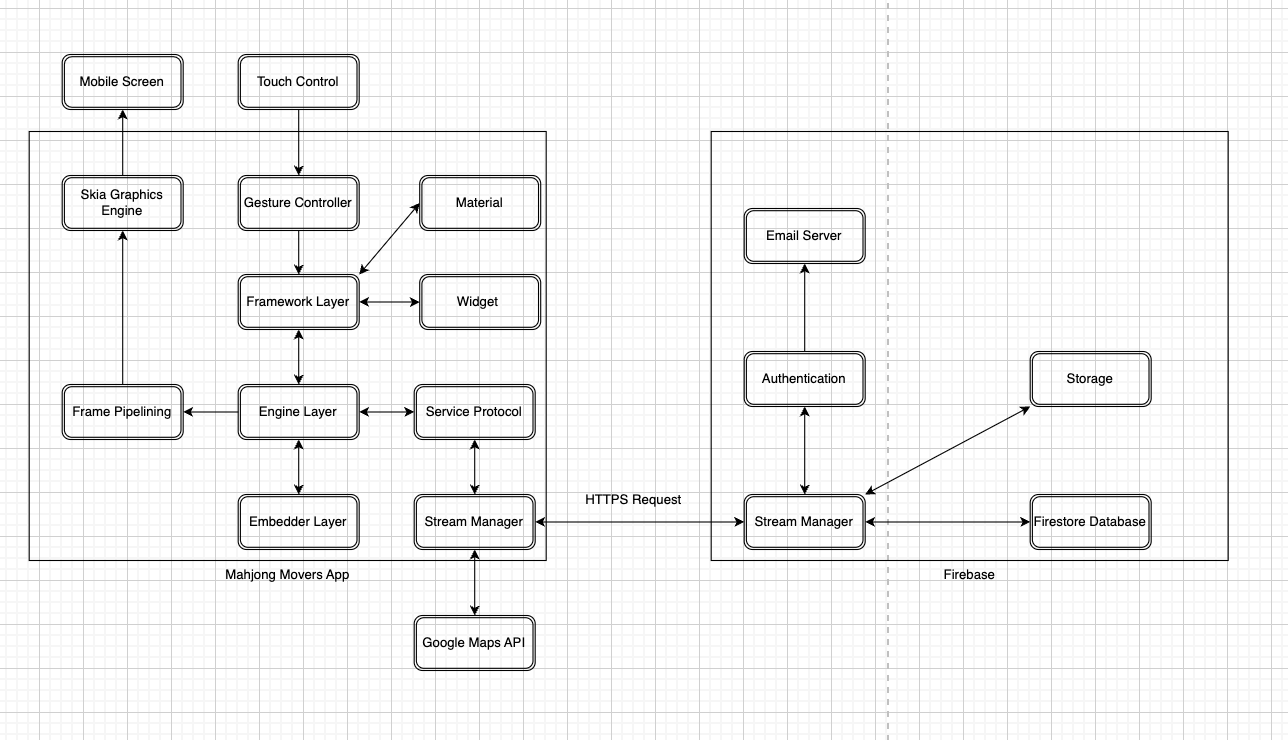 Mobile Screen
Touch Control
Skia Graphics
Engine
Gesture Controller
Material
Email Server
Framework Layer
Widget
Authentication
Storage
Frame Pipelining
Engine Layer
Service Protocol
HTTPS Request
Embedder Layer
Stream Manager
Stream Manager
Firestore Database
Mahjong Movers App
Firebase
Google Maps API